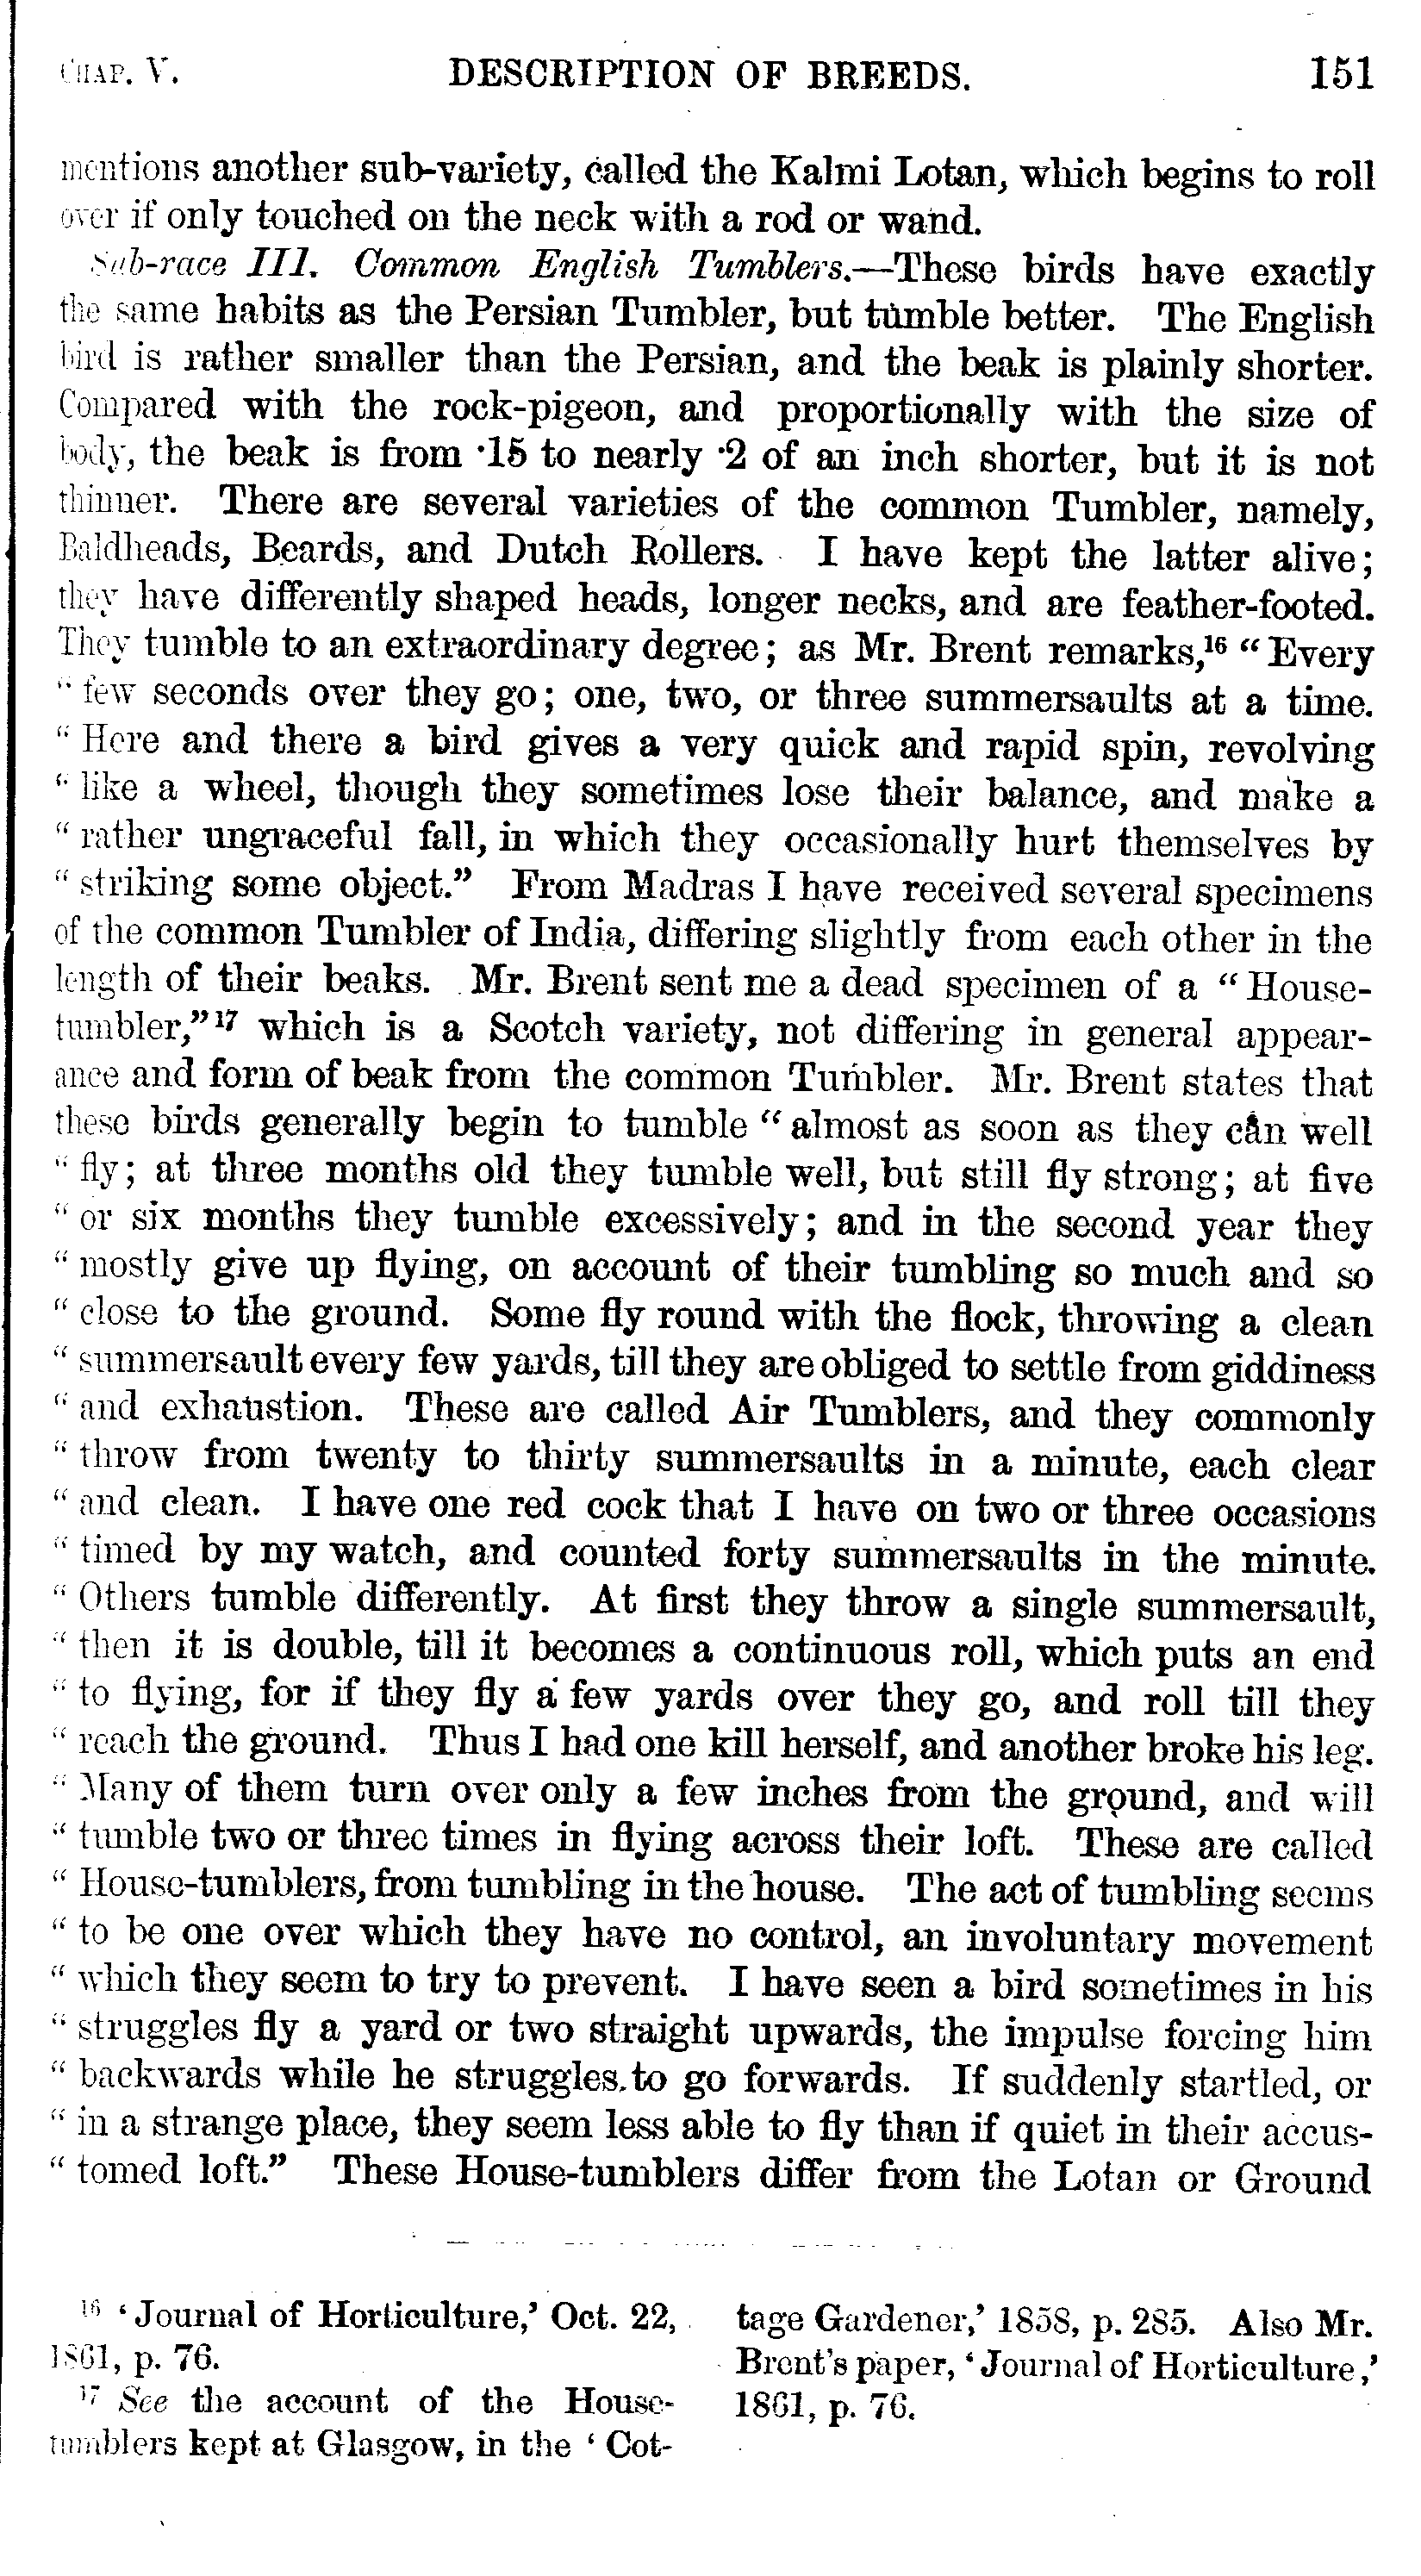 CHAP. V. DESCRIPTION OF BREEDS. 151
mentions another sub-variety, called the Kalmi Lotan, which begins to roll
over if only touched on the neck with a rod or wand.
Sub-race III. Common English Tumblers.—These birds have exactly
the same habits as the Persian Tumbler, but tumble better. The English
bird is rather smaller than the Persian, and the beak is plainly shorter.
Compared with the rock-pigeon, and proportionally with the size of
body, the beak is from ·15 to nearly ·2 of an inch shorter, but it is not
thinner. There are several varieties of the common Tumbler, namely,
Baldheads, Beards, and Dutch Rollers. I have kept the latter alive;
they have differently shaped heads, longer necks, and are feather-footed.
They tumble to an extraordinary degree; as Mr. Brent remarks,¹⁶ “Every
“few seconds over they go; one, two, or three summersaults at a time.
“Here and there a bird gives a very quick and rapid spin, revolving
“like a wheel, though they sometimes lose their balance, and make a
“rather ungraceful fall, in which they occasionally hurt themselves by
“striking some object.” From Madras I have received several specimens
of the common Tumbler of India, differing slightly from each other in the
length of their beaks. Mr. Brent sent me a dead specimen of a “House-
tumbler,”¹⁷ which is a Scotch variety, not differing in general appear-
ance and form of beak from the common Tumbler. Mr. Brent states that
these birds generally begin to tumble “almost as soon as they can well
“fly; at three months old they tumble well, but still fly strong; at five
“or six months they tumble excessively; and in the second year they
“mostly give up flying, on account of their tumbling so much and so
“close to the ground. Some fly round with the flock, throwing a clean
“summersault every few yards, till they are obliged to settle from giddiness
“and exhaustion. These are called Air Tumblers, and they commonly
“throw from twenty to thirty summersaults in a minute, each clear
“and clean. I have one red cock that I have on two or three occasions
“timed by my watch, and counted forty summersaults in the minute.
“Others tumble differently. At first they throw a single summersault,
“then it is double, till it becomes a continuous roll, which puts an end
“to flying, for if they fly a few yards over they go, and roll till they
“reach the ground. Thus I had one kill herself, and another broke his leg.
“Many of them turn over only a few inches from the ground, and will
“tumble two or three times in flying across their loft. These are called
“House-tumblers, from tumbling in the house. The act of tumbling seems
“to be one over which they have no control, an involuntary movement
“which they seem to try to prevent. I have seen a bird sometimes in his
“struggles fly a yard or two straight upwards, the impulse forcing him
“backwards while he struggles to go forwards. If suddenly startled, or
“in a strange place, they seem less able to fly than if quiet in their accus-
“tomed loft.” These House-tumblers differ from the Lotan or Ground
¹⁶ ‘Journal of Horticulture,’ Oct. 22,
1861, p. 76.
¹⁷ See the account of the House-
tumblers kept at Glasgow, in the ‘Cot-
tage Gardener,’ 1858, p. 285. Also Mr.
Brent's paper, ‘Journal of Horticulture,’
1861, p. 76.